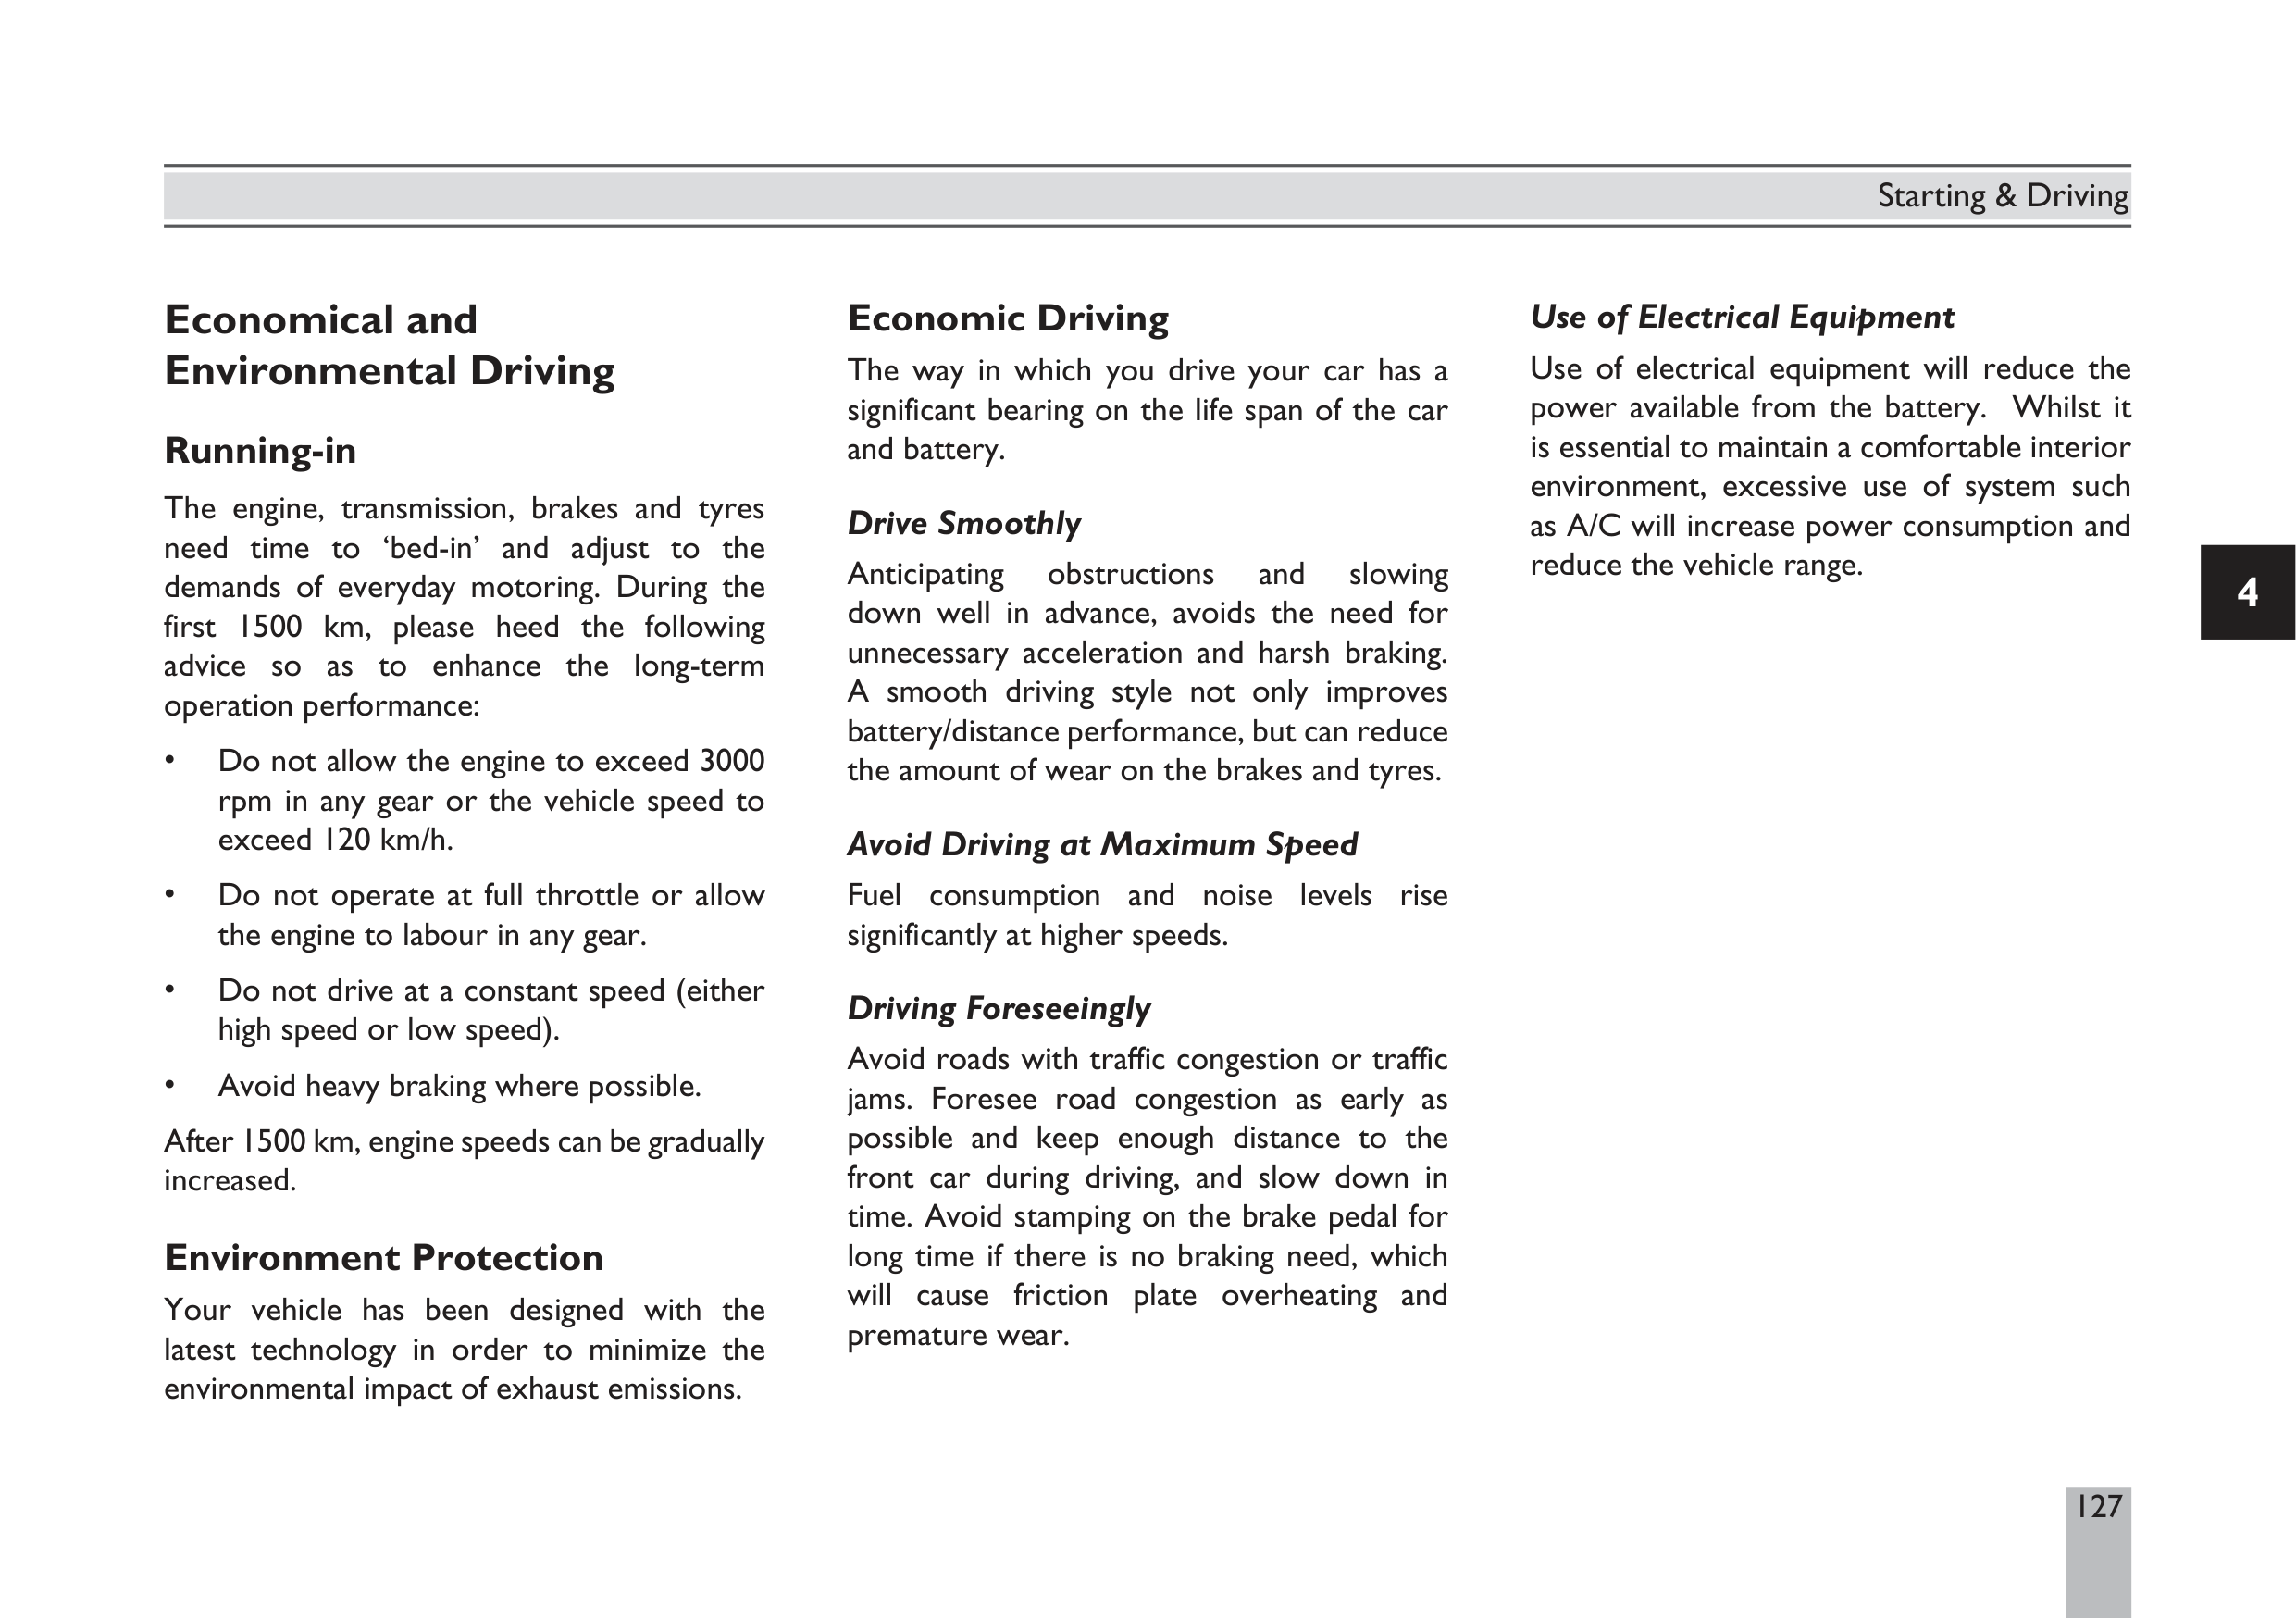 Starting & Driving
Economical and
Environmental Driving
Running-in
The engine, transmission, brakes and tyres
need time to ‘bed-in’ and adjust to the
demands of everyday motoring. During the
first 1500 km, please heed the following
advice so as to enhance the long-term
operation performance:
• Do not allow the engine to exceed 3000
rpm in any gear or the vehicle speed to
exceed 120 km/h.
• Do not operate at full throttle or allow
the engine to labour in any gear.
• Do not drive at a constant speed (either
high speed or low speed).
• Avoid heavy braking where possible.
After 1500 km, engine speeds can be gradually
increased.
Environment Protection
Your vehicle has been designed with the
latest technology in order to minimize the
environmental impact of exhaust emissions.
Economic Driving
The way in which you drive your car has a
significant bearing on the life span of the car
and battery.
Drive Smoothly
Anticipating obstructions and slowing
down well in advance, avoids the need for
unnecessary acceleration and harsh braking.
A smooth driving style not only improves
battery/distance performance, but can reduce
the amount of wear on the brakes and tyres.
Avoid Driving at Maximum Speed
Fuel consumption and noise levels rise
significantly at higher speeds.
Driving Foreseeingly
Avoid roads with traffic congestion or traffic
jams. Foresee road congestion as early as
possible and keep enough distance to the
front car during driving, and slow down in
time. Avoid stamping on the brake pedal for
long time if there is no braking need, which
will cause friction plate overheating and
premature wear.
Use of Electrical Equipment
Use of electrical equipment will reduce the
power available from the battery. Whilst it
is essential to maintain a comfortable interior
environment, excessive use of system such
as A/C will increase power consumption and
reduce the vehicle range.
4
127